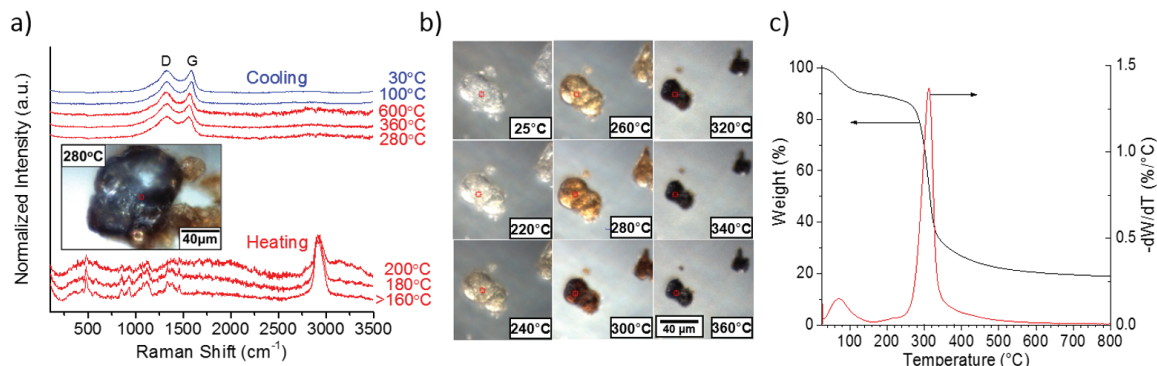 a)
D G
Cooling
30°C
100°C
600°C
360°C
280°C
280°C
40µm
Heating
200°C
180°C
>160°C
Normalized Intensity (a.u.)
500 1000 1500 2000 2500 3000 3500
Raman Shift (cm⁻¹)
b)
25°C 260°C 320°C
220°C 280°C 340°C
240°C 300°C 360°C
40 µm
c)
100
80
60
40
20
0
Weight (%)
1.5
1.0
0.5
0.0
-dW/dT (%/°C)
100 200 300 400 500 600 700 800
Temperature (°C)